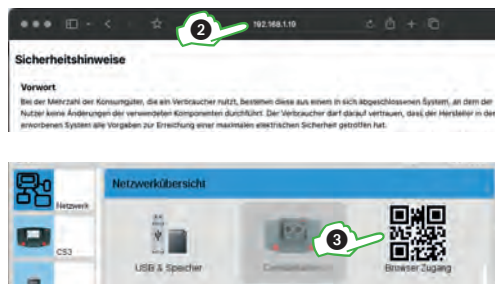 2
192.168.1.10
Sicherheitshinweise
Vorwort
Bei der Mehrzahl der Konsumgüter, die ein Verbraucher nutzt, bestehen diese aus einem in sich abgeschlossenen System, an dem der
Nutzer keine Änderungen der verwendeten Komponenten durchführt. Der Verbraucher darf darauf vertrauen, dass der Hersteller in dem
erworbenen System alle Vorgaben zur Erreichung einer maximalen elektrischen Sicherheit getroffen hat.
Netzwerkübersicht
Netzwerk
CS3
3
USB & Speicher
Browser Zugang